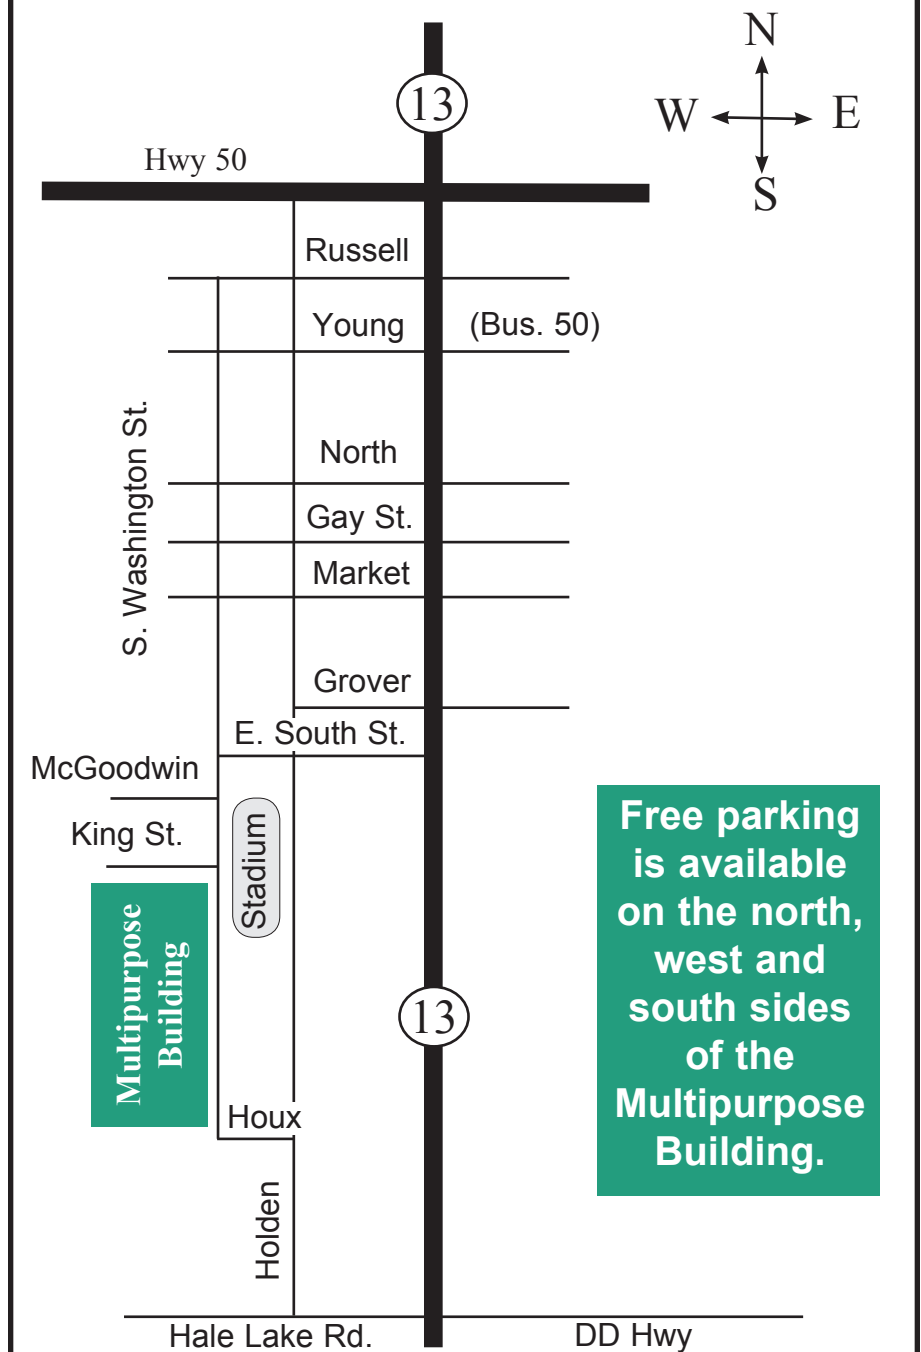 N
13
W
E
Hwy 50
S
Russell
Young
(Bus. 50)
S. Washington St.
North
Gay St.
Market
Grover
E. South St.
McGoodwin
King St.
Stadium
Free parking
is available
on the north,
west and
south sides
of the
Multipurpose
Building.
Multipurpose
Building
13
Houx
Holden
Hale Lake Rd.
DD Hwy